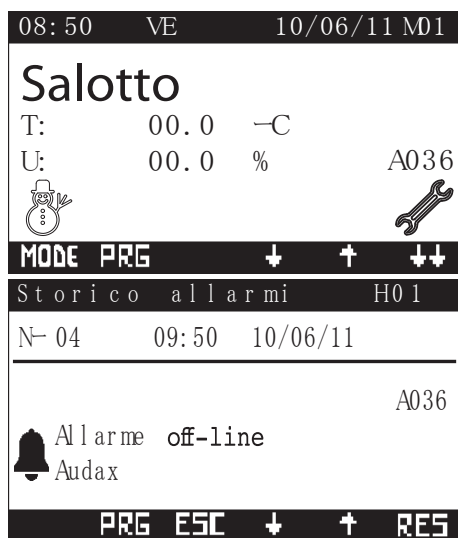 08:50 VE 10/06/11 M01
Salotto
T: 00.0 —C
U: 00.0 % A036
MODE PRG ↓ ↑ ↓↓
Storico allarmi H01
N— 04 09:50 10/06/11
A036
Allarme off-line
Audax
PRG ESC ↓ ↑ RES